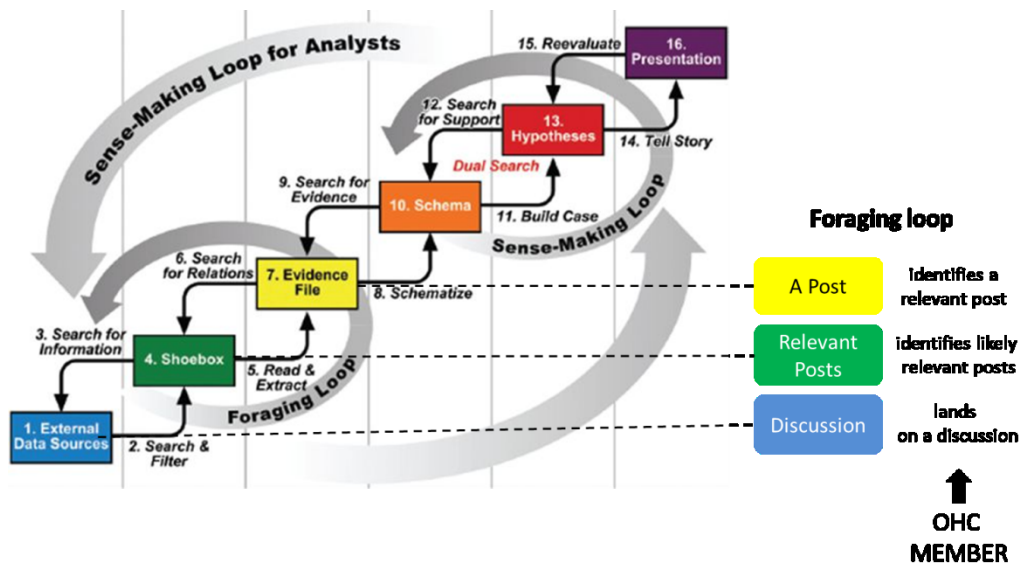 Sense-Making Loop for Analysts
15. Reevaluate
16.
Presentation
12. Search
for Support
13.
Hypotheses
14. Tell Story
Dual Search
9. Search for
Evidence
10. Schema
11. Build Case
Sense-Making Loop
6. Search
for Relations
7. Evidence
File
8. Schematize
3. Search for
Information
4. Shoebox
5. Read &
Extract
Foraging Loop
1. External
Data Sources
2. Search &
Filter
Foraging loop
A Post
identifies a
relevant post
Relevant
Posts
identifies likely
relevant posts
Discussion
lands
on a discussion
OHC
MEMBER